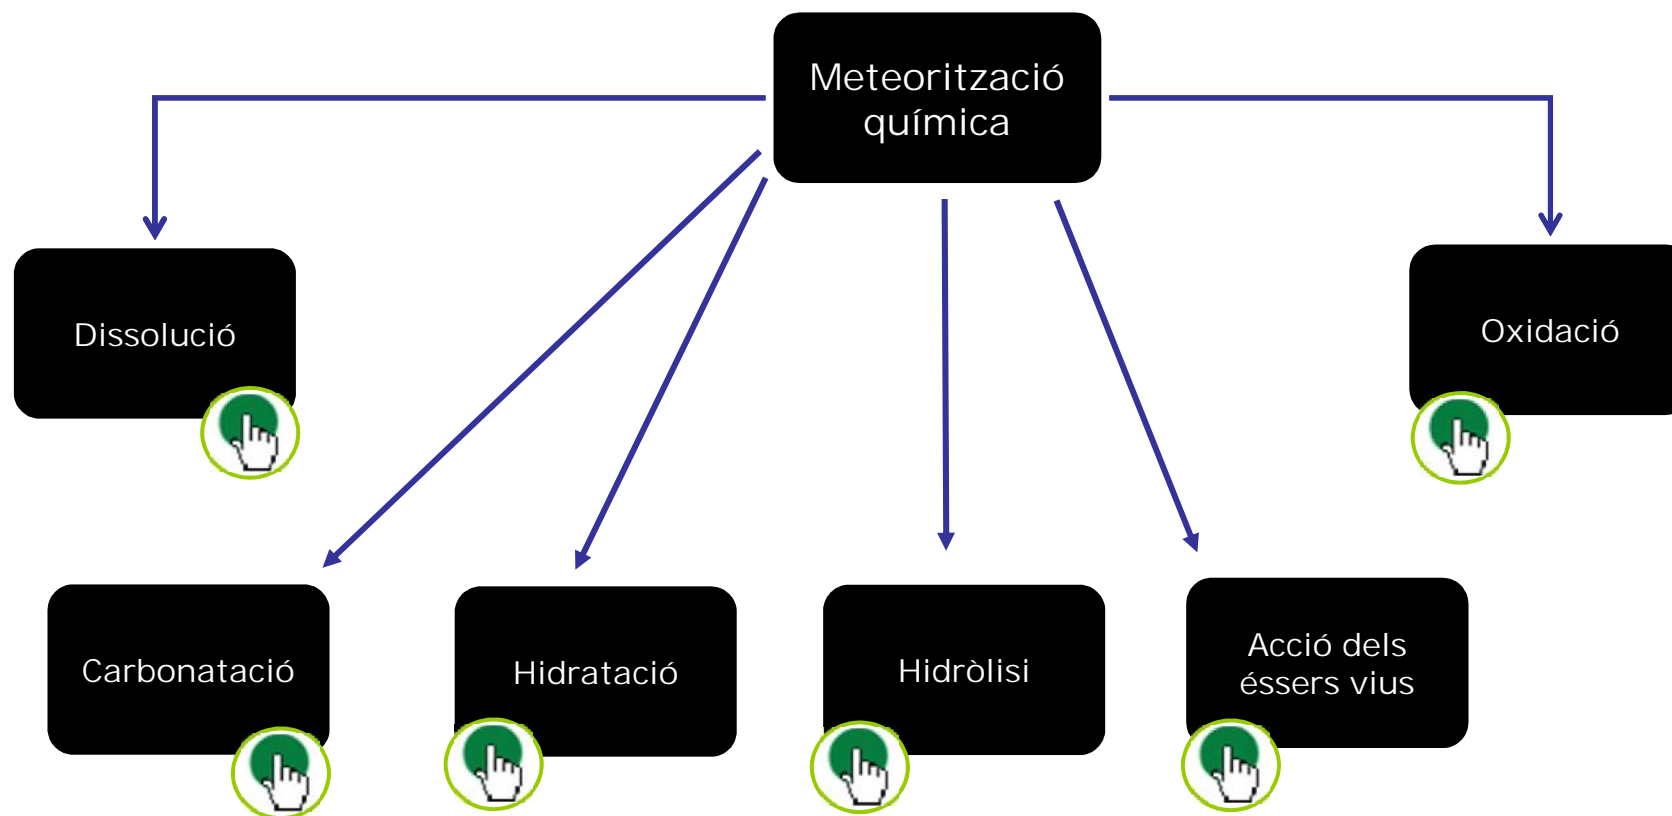 Meteorització
química
Dissolució
Oxidació
Carbonatació
Hidratació
Hidròlisi
Acció dels
éssers vius